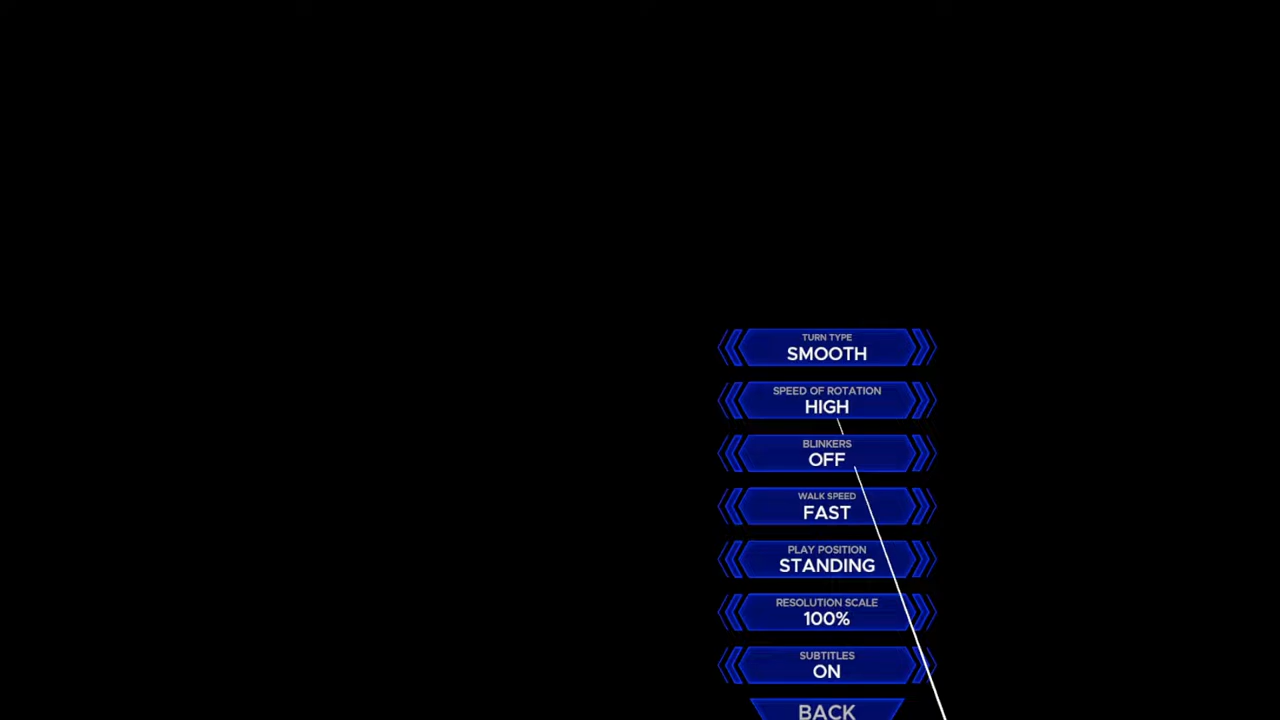 TURN TYPE
SMOOTH
SPEED OF ROTATION
HIGH
BLINKERS
OFF
WALK SPEED
FAST
PLAY POSITION
STANDING
RESOLUTION SCALE
100%
SUBTITLES
ON
BACK